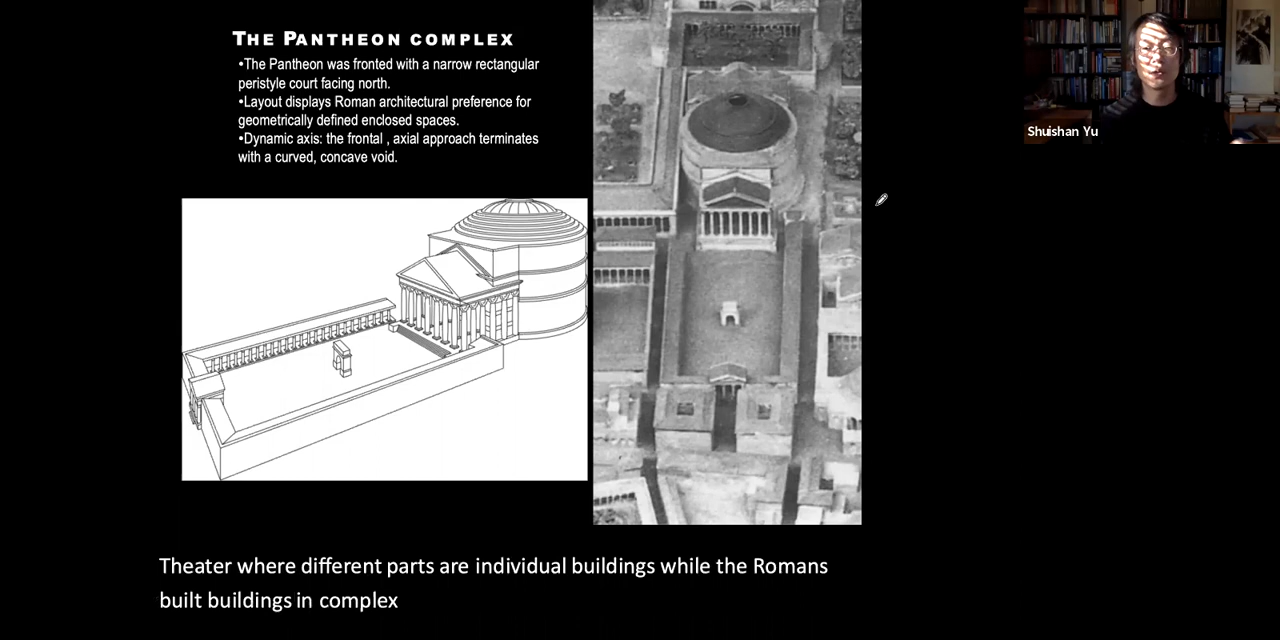 THE PANTHEON COMPLEX
•The Pantheon was fronted with a narrow rectangular
peristyle court facing north.
•Layout displays Roman architectural preference for
geometrically defined enclosed spaces.
•Dynamic axis: the frontal , axial approach terminates
with a curved, concave void.
Shuishan Yu
Theater where different parts are individual buildings while the Romans
built buildings in complex